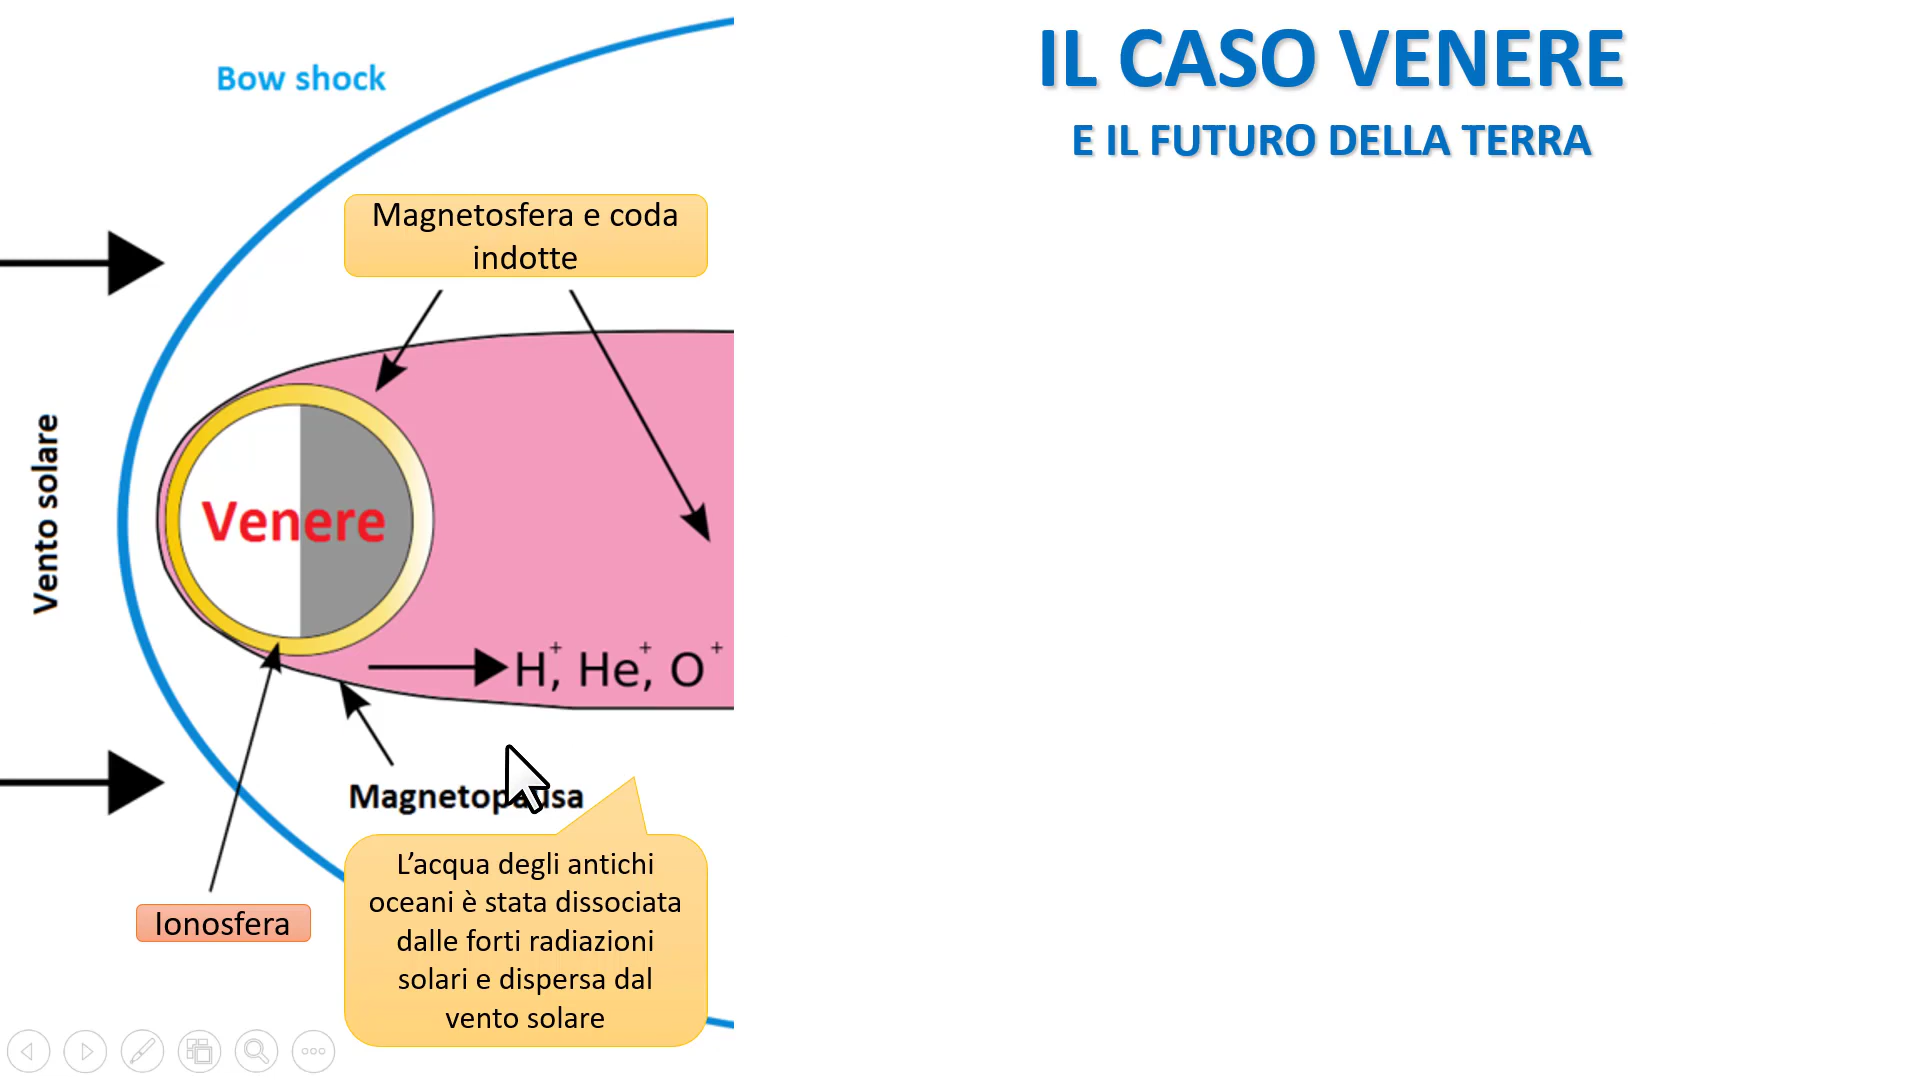 IL CASO VENERE
E IL FUTURO DELLA TERRA
Bow shock
Magnetosfera e coda
indotte
Vento solare
Venere
H⁺, He⁺, O⁺
Magnetopausa
Ionosfera
L’acqua degli antichi
oceani è stata dissociata
dalle forti radiazioni
solari e dispersa dal
vento solare